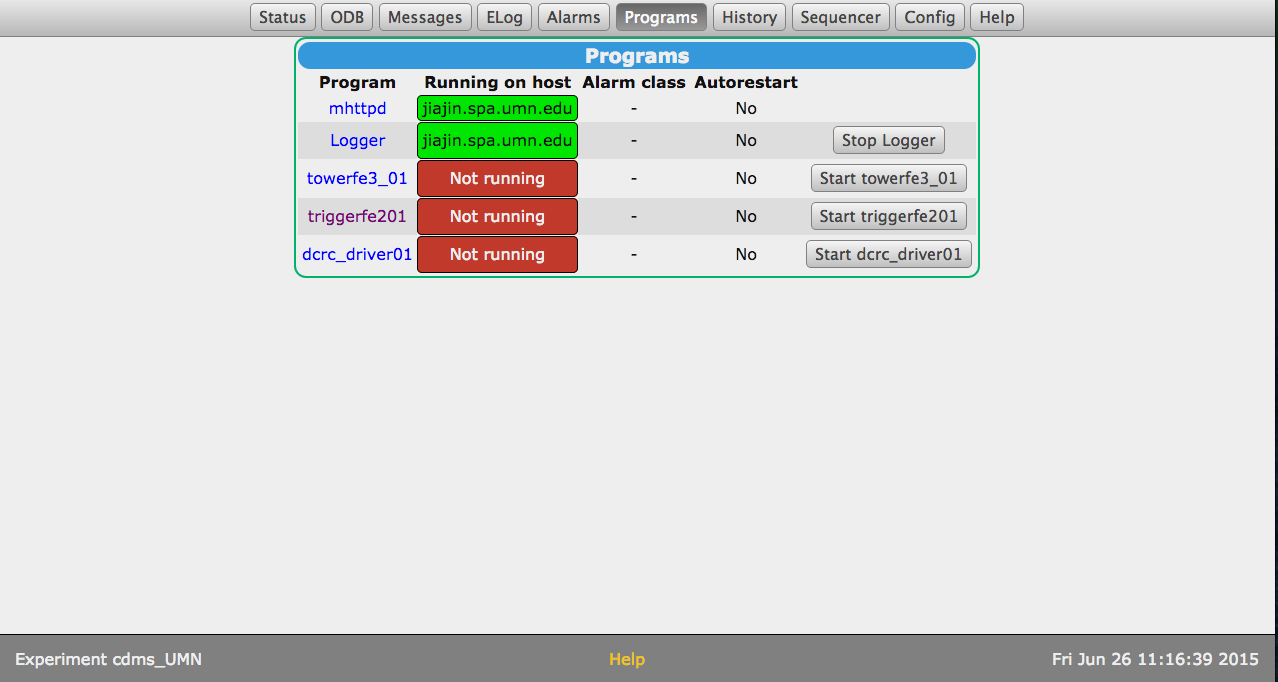 Status ODB Messages ELog Alarms Programs History Sequencer Config Help
Programs
Program Running on host Alarm class Autorestart
mhttpd jiajin.spa.umn.edu - No
Logger jiajin.spa.umn.edu - No Stop Logger
towerfe3_01 Not running - No Start towerfe3_01
triggerfe201 Not running - No Start triggerfe201
dcrc_driver01 Not running - No Start dcrc_driver01
Experiment cdms_UMN Help Fri Jun 26 11:16:39 2015